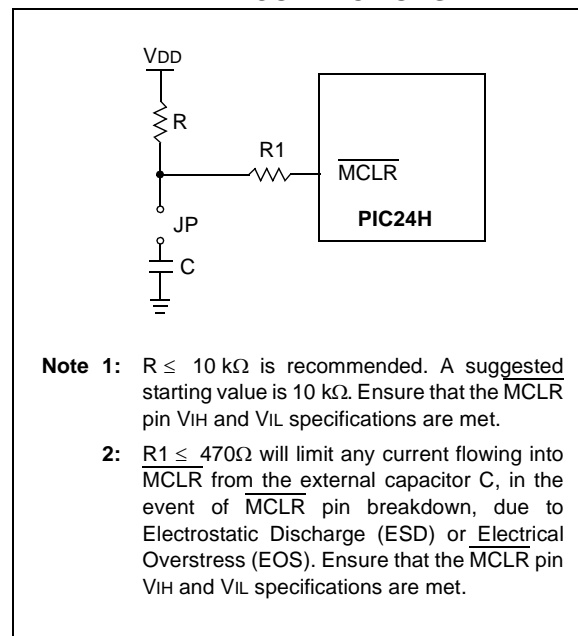 VDD
R
R1
MCLR
JP
PIC24H
C
Note 1: R ≤ 10 kΩ is recommended. A suggested
starting value is 10 kΩ. Ensure that the MCLR
pin VIH and VIL specifications are met.
2: R1 ≤ 470Ω will limit any current flowing into
MCLR from the external capacitor C, in the
event of MCLR pin breakdown, due to
Electrostatic Discharge (ESD) or Electrical
Overstress (EOS). Ensure that the MCLR pin
VIH and VIL specifications are met.